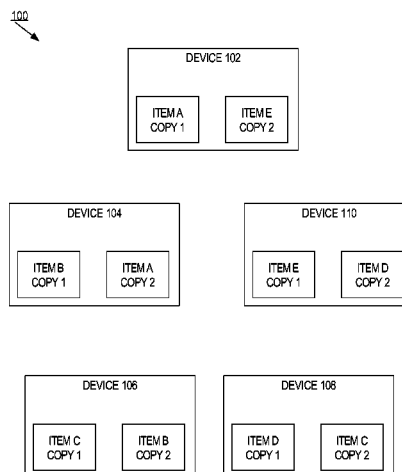 100
DEVICE 102
ITEM A
COPY 1
ITEM E
COPY 2
DEVICE 104
ITEM B
COPY 1
ITEM A
COPY 2
DEVICE 110
ITEM E
COPY 1
ITEM D
COPY 2
DEVICE 106
ITEM C
COPY 1
ITEM B
COPY 2
DEVICE 108
ITEM D
COPY 1
ITEM C
COPY 2